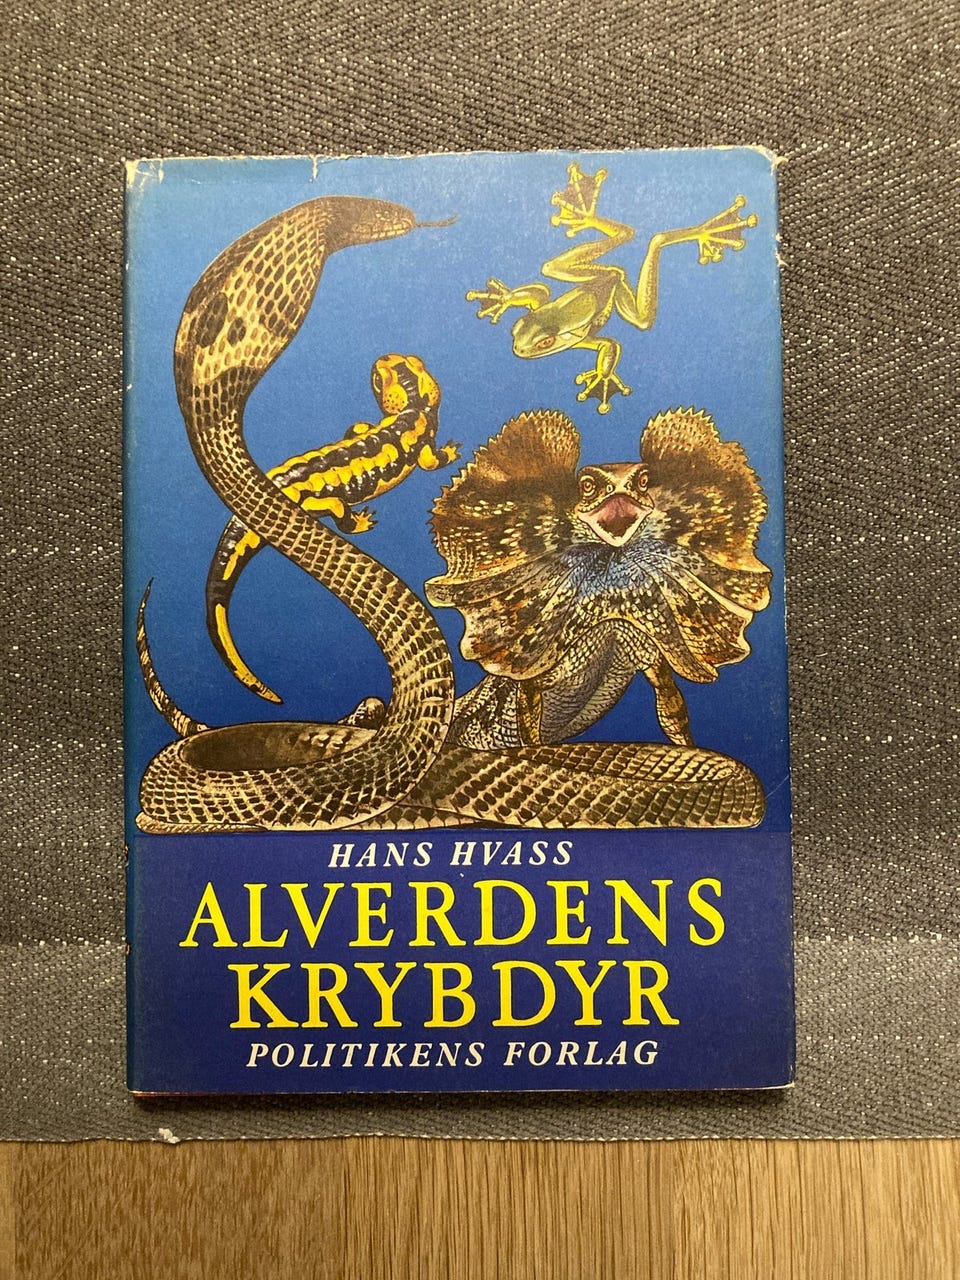 HANS HVASS
ALVERDENS
KRYBDYR
POLITIKENS FORLAG